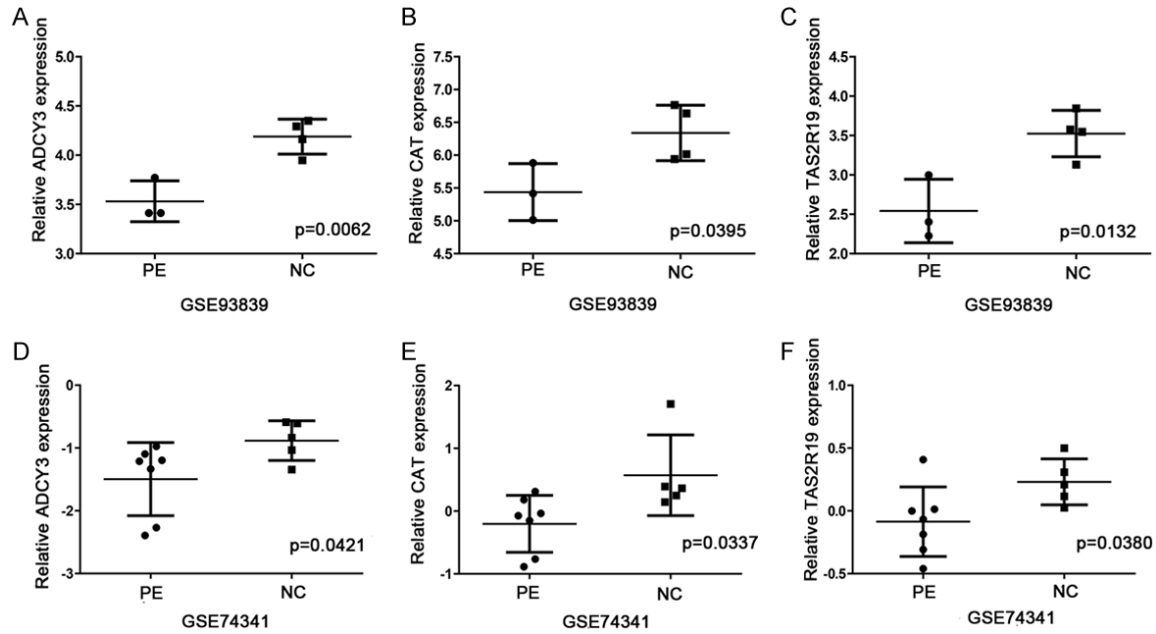 A
Relative ADCY3 expression
5.0
4.5
4.0
3.5
3.0
p=0.0062
PE NC
GSE93839
B
Relative CAT expression
7.5
7.0
6.5
6.0
5.5
5.0
4.5
p=0.0395
PE NC
GSE93839
C
Relative TAS2R19 expression
4.5
4.0
3.5
3.0
2.5
2.0
p=0.0132
PE NC
GSE93839
D
Relative ADCY3 expression
0
-1
-2
-3
p=0.0421
PE NC
GSE74341
E
Relative CAT expression
2
1
0
-1
p=0.0337
PE NC
GSE74341
F
Relative TAS2R19 expression
1.0
0.5
0.0
-0.5
p=0.0380
PE NC
GSE74341